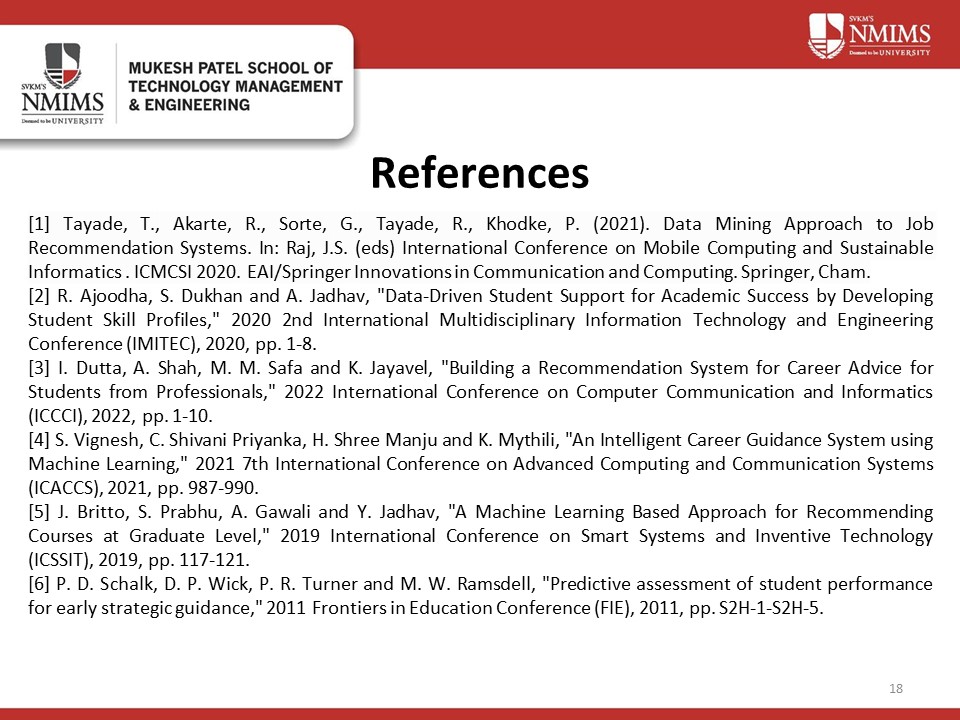 SVKM'S
NMIMS
Deemed to be UNIVERSITY
SVKM'S
NMIMS
Deemed to be UNIVERSITY
MUKESH PATEL SCHOOL OF
TECHNOLOGY MANAGEMENT
& ENGINEERING
References
[1] Tayade, T., Akarte, R., Sorte, G., Tayade, R., Khodke, P. (2021). Data Mining Approach to Job
Recommendation Systems. In: Raj, J.S. (eds) International Conference on Mobile Computing and Sustainable
Informatics . ICMCSI 2020. EAI/Springer Innovations in Communication and Computing. Springer, Cham.
[2] R. Ajoodha, S. Dukhan and A. Jadhav, "Data-Driven Student Support for Academic Success by Developing
Student Skill Profiles," 2020 2nd International Multidisciplinary Information Technology and Engineering
Conference (IMITEC), 2020, pp. 1-8.
[3] I. Dutta, A. Shah, M. M. Safa and K. Jayavel, "Building a Recommendation System for Career Advice for
Students from Professionals," 2022 International Conference on Computer Communication and Informatics
(ICCCI), 2022, pp. 1-10.
[4] S. Vignesh, C. Shivani Priyanka, H. Shree Manju and K. Mythili, "An Intelligent Career Guidance System using
Machine Learning," 2021 7th International Conference on Advanced Computing and Communication Systems
(ICACCS), 2021, pp. 987-990.
[5] J. Britto, S. Prabhu, A. Gawali and Y. Jadhav, "A Machine Learning Based Approach for Recommending
Courses at Graduate Level," 2019 International Conference on Smart Systems and Inventive Technology
(ICSSIT), 2019, pp. 117-121.
[6] P. D. Schalk, D. P. Wick, P. R. Turner and M. W. Ramsdell, "Predictive assessment of student performance
for early strategic guidance," 2011 Frontiers in Education Conference (FIE), 2011, pp. S2H-1-S2H-5.
18